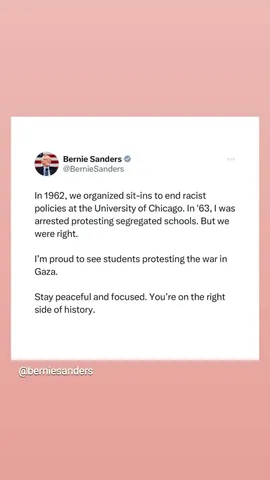 Bernie Sanders
@BernieSanders
In 1962, we organized sit-ins to end racist
policies at the University of Chicago. In '63, I was
arrested protesting segregated schools. But we
were right.
I'm proud to see students protesting the war in
Gaza.
Stay peaceful and focused. You're on the right
side of history.
@berniesanders